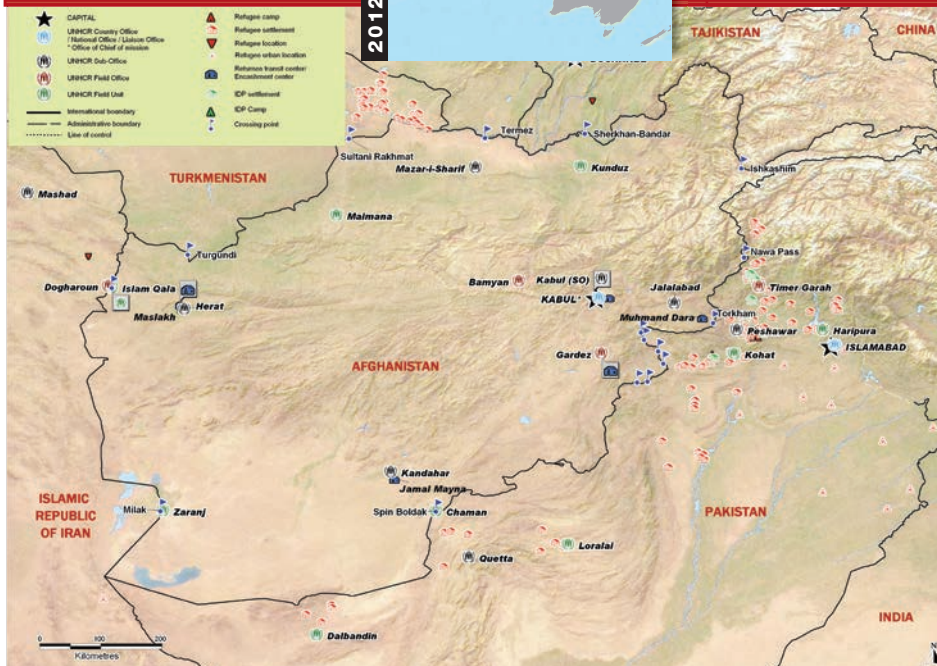 2012
CAPITAL
UNHCR Country Office
/ National Office / Liaison Office
* Office of Chief of mission
UNHCR Sub-Office
UNHCR Field Office
UNHCR Field Unit
International boundary
Administrative boundary
Line of control
Refugee camp
Refugee settlement
Refugee location
Refugee urban location
Returnee transit center/
Encashment center
IDP settlement
IDP Camp
Crossing point
TAJIKISTAN
CHINA
Termez
Sherkhan-Bandar
Sultani Rakhmat
Mazar-i-Sharif
Kunduz
Ishkashim
TURKMENISTAN
Mashad
Maimana
Turgundi
Nawa Pass
Dogharoun
Islam Qala
Bamyan
Kabul (SO)
Jalalabad
Timer Garah
KABUL*
Herat
Maslakh
Muhmand Dara
Torkham
Peshawar
Haripura
ISLAMABAD
Gardez
Kohat
AFGHANISTAN
Kandahar
Jamal Mayna
ISLAMIC
REPUBLIC
OF IRAN
Milak
Zaranj
Spin Boldak
Chaman
PAKISTAN
Loralai
Quetta
INDIA
Dalbandin
0 100 200
Kilometres